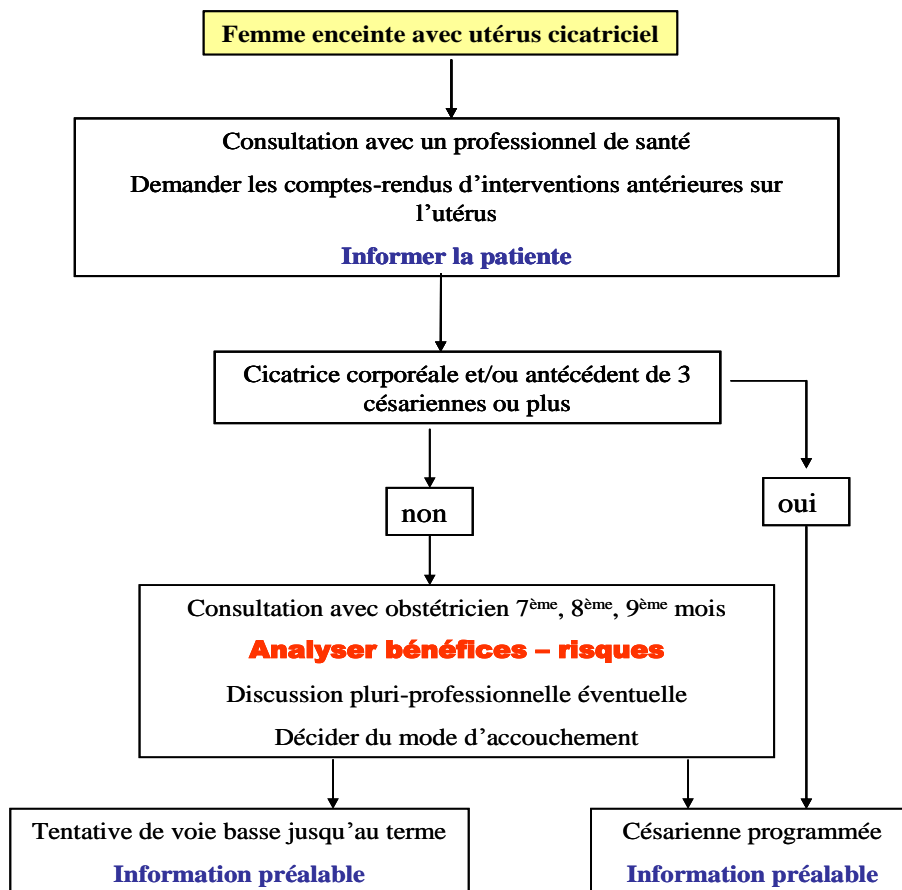 Femme enceinte avec utérus cicatriciel
Consultation avec un professionnel de santé
Demander les comptes-rendus d’interventions antérieures sur
l’utérus
Informer la patiente
Cicatrice corporéale et/ou antécédent de 3
césariennes ou plus
non
oui
Consultation avec obstétricien 7ème, 8ème, 9ème mois
Analyser bénéfices – risques
Discussion pluri-professionnelle éventuelle
Décider du mode d’accouchement
Tentative de voie basse jusqu’au terme
Information préalable
Césarienne programmée
Information préalable